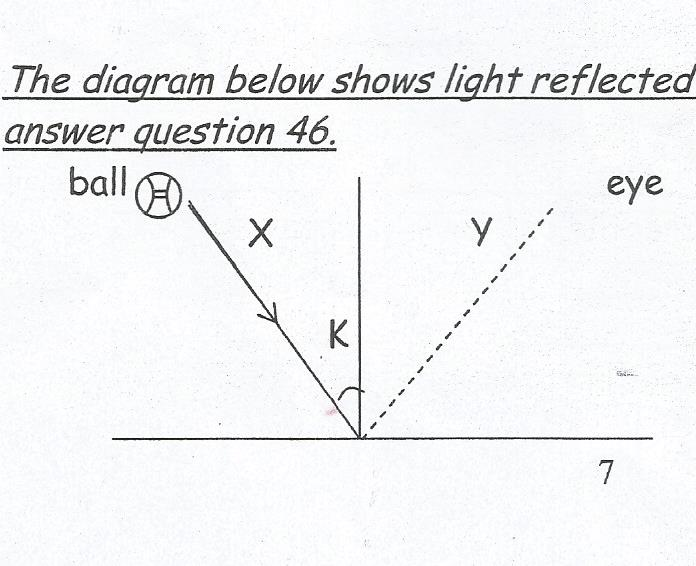 The diagram below shows light reflected
answer question 46.
ball
eye
X
y
K
7